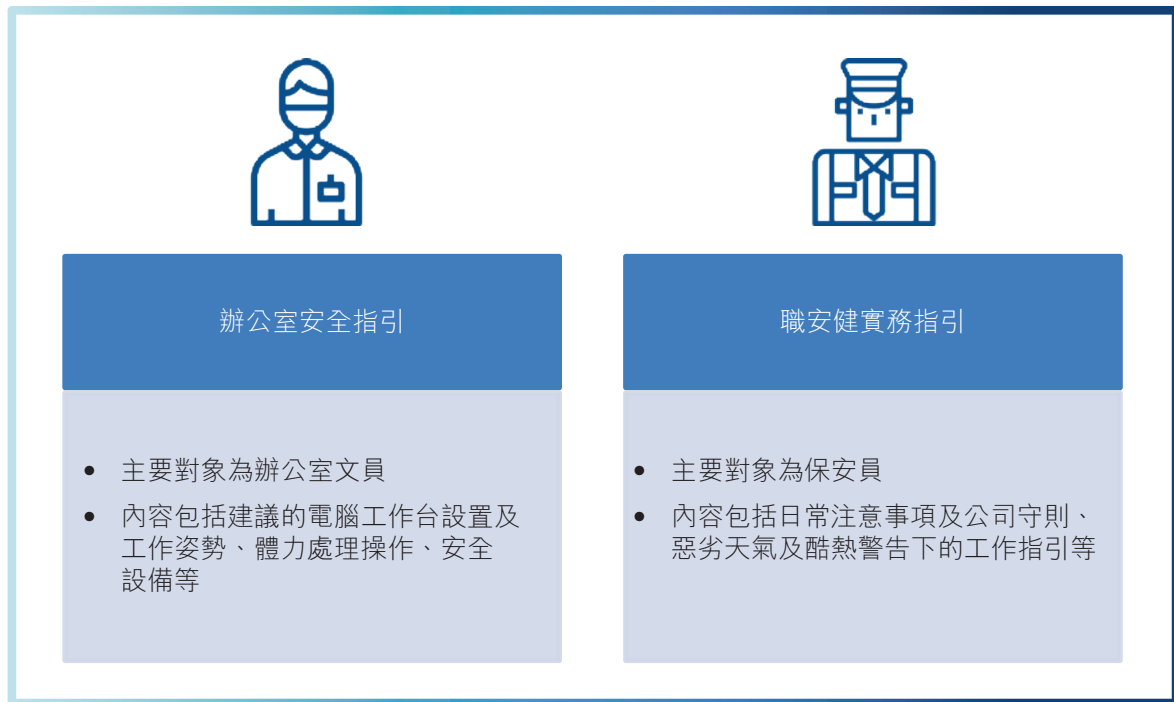 辦公室安全指引
• 主要對象為辦公室文員
• 內容包括建議的電腦工作台設置及
工作姿勢、體力處理操作、安全
設備等
職安健實務指引
• 主要對象為保安員
• 內容包括日常注意事項及公司守則、
惡劣天氣及酷熱警告下的工作指引等